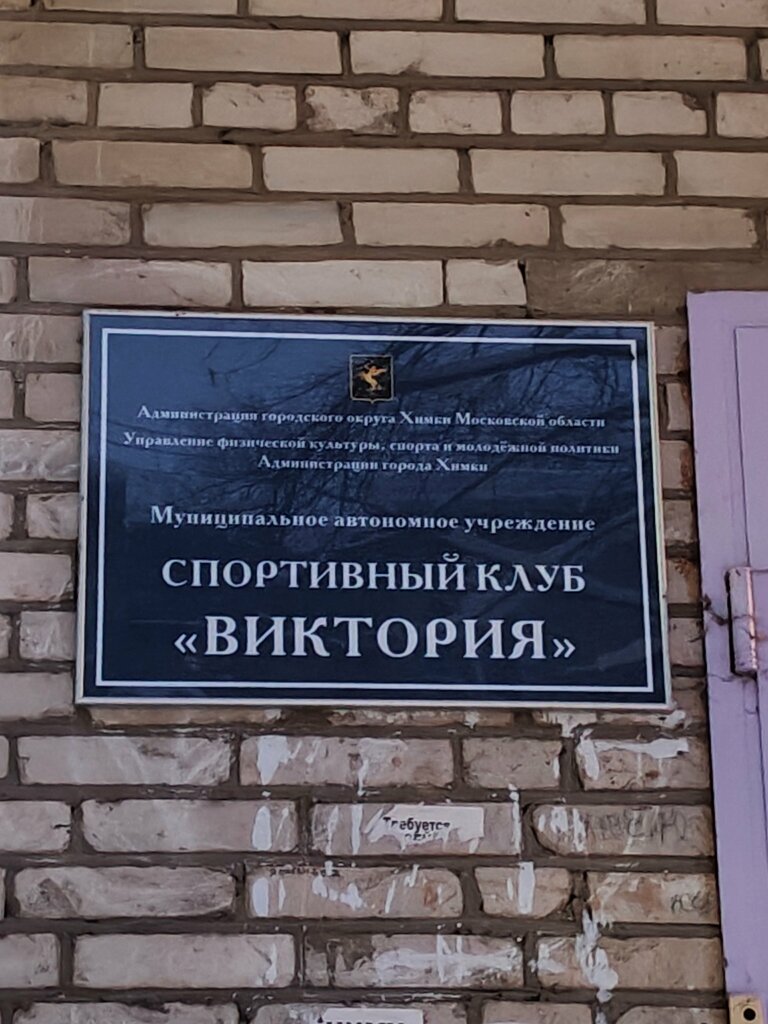 Администрация городского округа Химки Московской области
Управление физической культуры, спорта и молодёжной политики
Администрации города Химки
Муниципальное автономное учреждение
СПОРТИВНЫЙ КЛУБ
«ВИКТОРИЯ»
Требуется